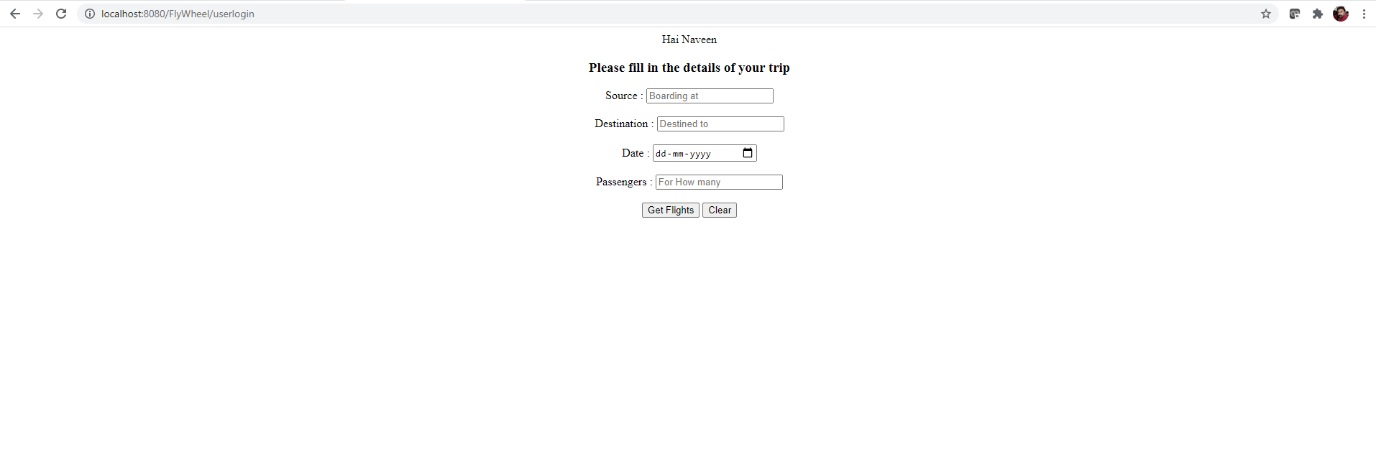 localhost:8080/FlyWheel/userlogin
Hai Naveen
Please fill in the details of your trip
Source : Boarding at
Destination : Destined to
Date : dd-mm-yyyy
Passengers : For How many
Get Flights Clear